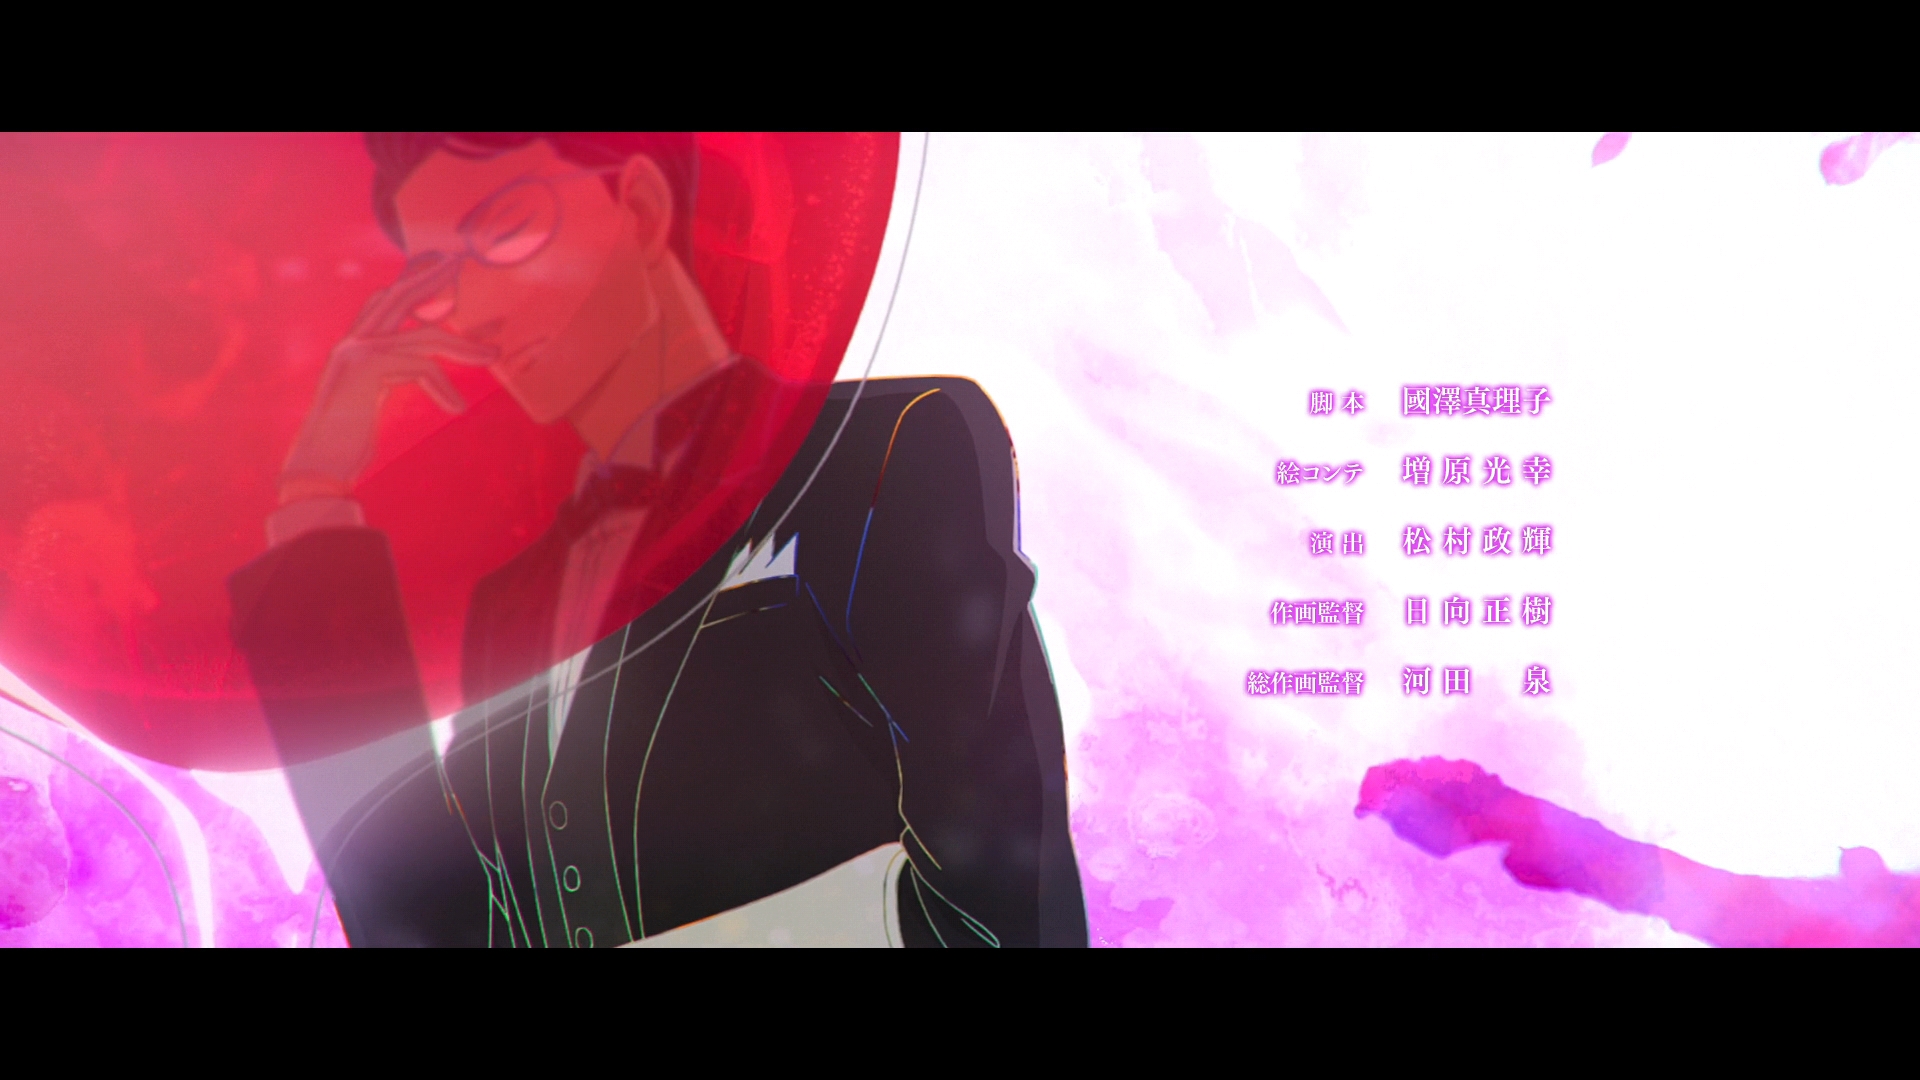 脚本 國澤真理子
絵コンテ 増原光幸
演出 松村政輝
作画監督 日向正樹
総作画監督 河田 泉